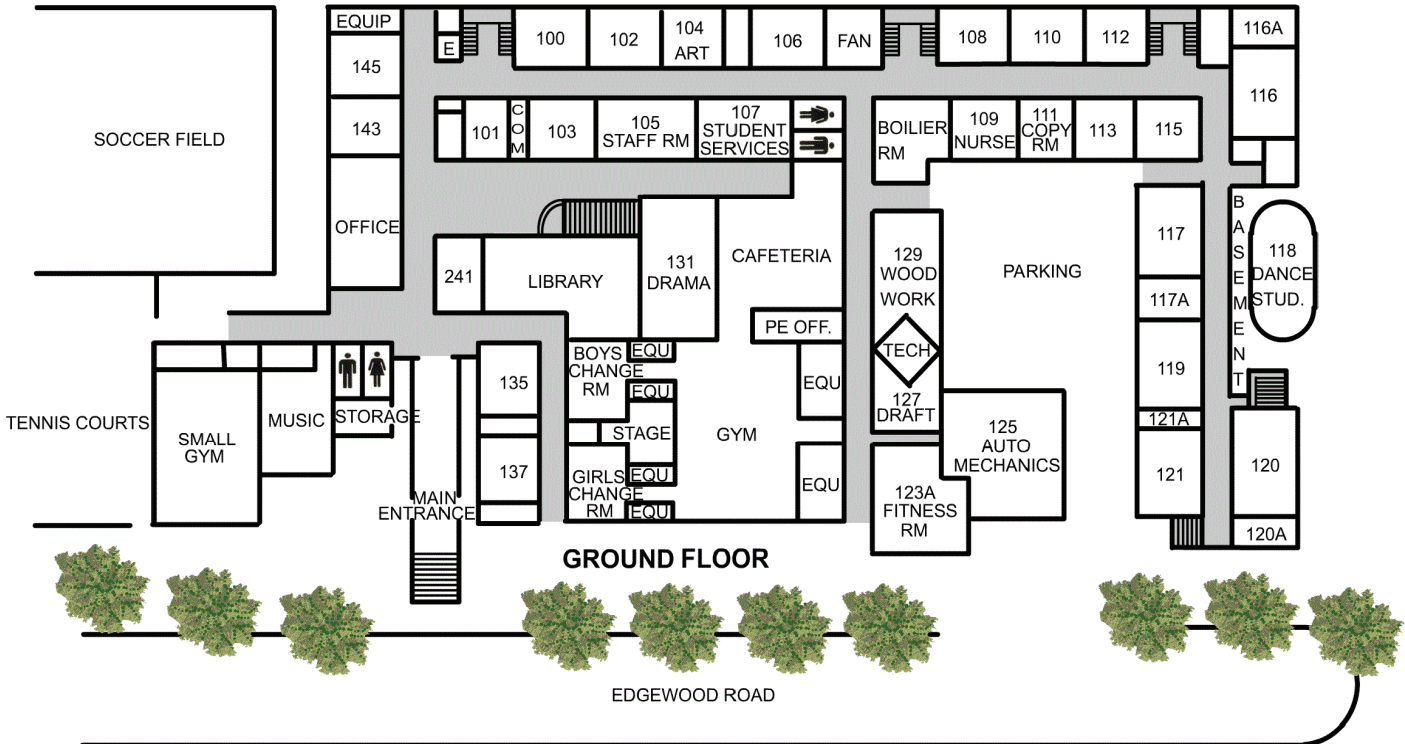 EQUIP
E
100
102
104
ART
106
FAN
108
110
112
116A
145
116
SOCCER FIELD
143
101
COM
103
105
STAFF RM
107
STUDENT
SERVICES
BOILIER
RM
109
NURSE
111
COPY
RM
113
115
OFFICE
241
LIBRARY
131
DRAMA
CAFETERIA
129
WOOD
WORK
PARKING
117
BASEMENT
118
DANCE
STUD.
117A
PE OFF.
BOYS
CHANGE
RM
EQU
TECH
135
EQU
EQU
119
127
DRAFT
TENNIS COURTS
SMALL
GYM
MUSIC
STORAGE
STAGE
GYM
125
AUTO
MECHANICS
121A
137
GIRLS
CHANGE
RM
EQU
EQU
EQU
121
120
MAIN
ENTRANCE
123A
FITNESS
RM
120A
GROUND FLOOR
EDGEWOOD ROAD